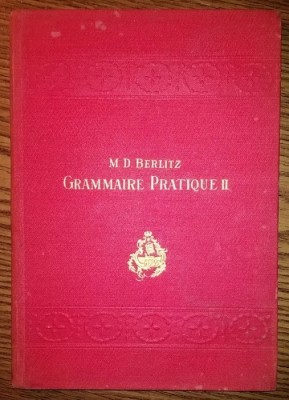 M. D. BERLITZ
GRAMMAIRE PRATIQUE II